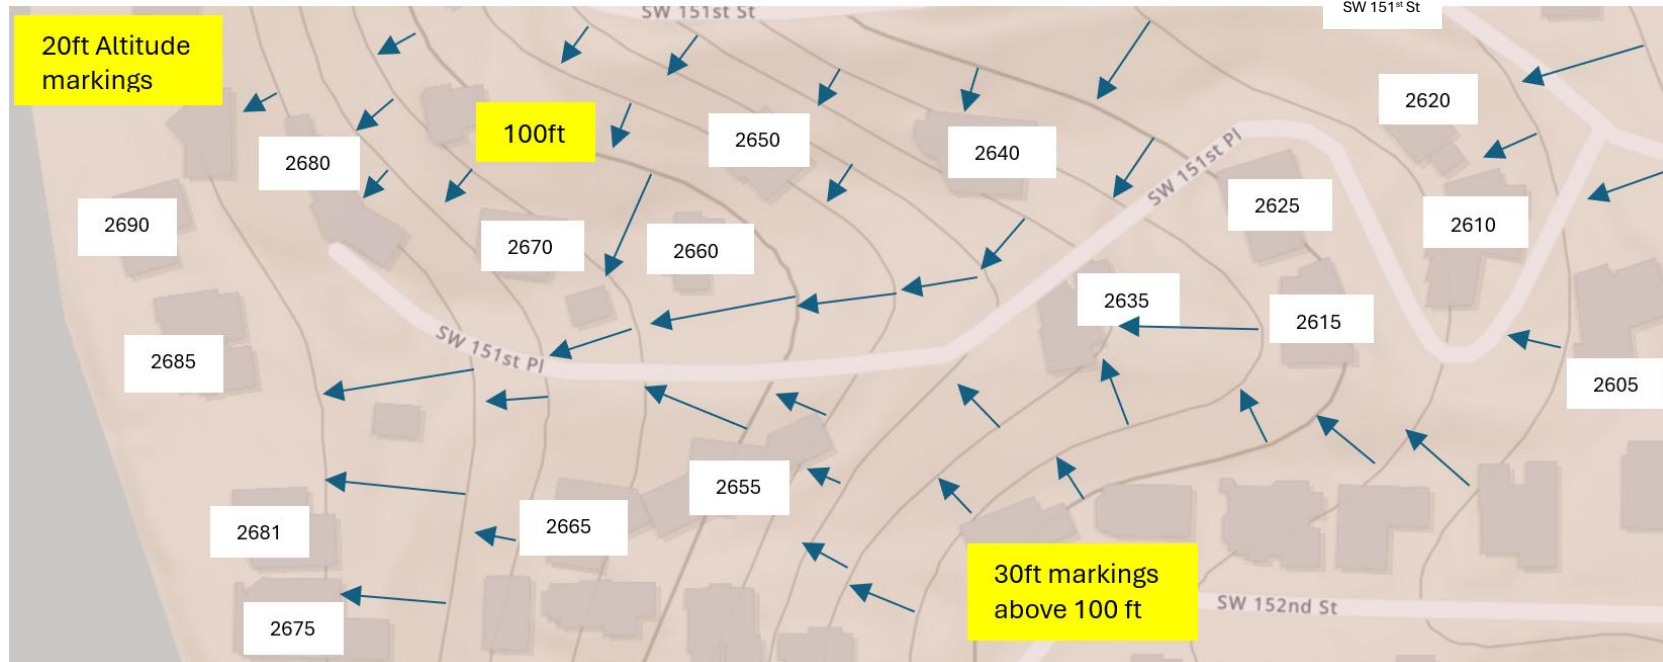 SW 151st St
SW 151st St
20ft Altitude
markings
2620
100ft
2650
2640
2680
SW 151st Pl
2625
2690
2610
2670
2660
2635
2615
SW 151st Pl
2685
2605
2655
2681
2665
30ft markings
above 100 ft
SW 152nd St
2675